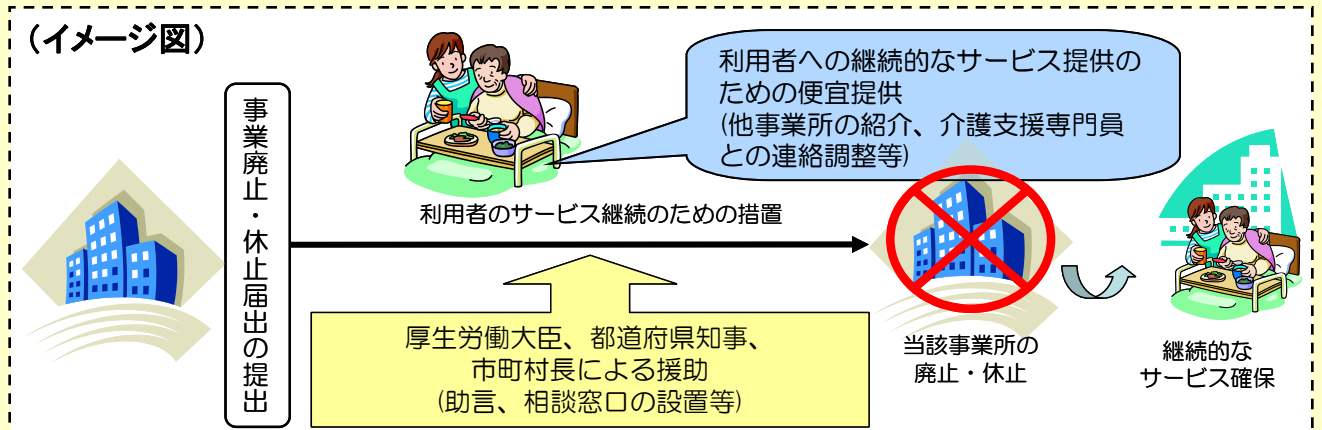 （イメージ図）
事業廃止・休止届出の提出
利用者への継続的なサービス提供の
ための便宜提供
(他事業所の紹介、介護支援専門員
との連絡調整等)
利用者のサービス継続のための措置
厚生労働大臣、都道府県知事、
市町村長による援助
(助言、相談窓口の設置等)
当該事業所の
廃止・休止
継続的な
サービス確保